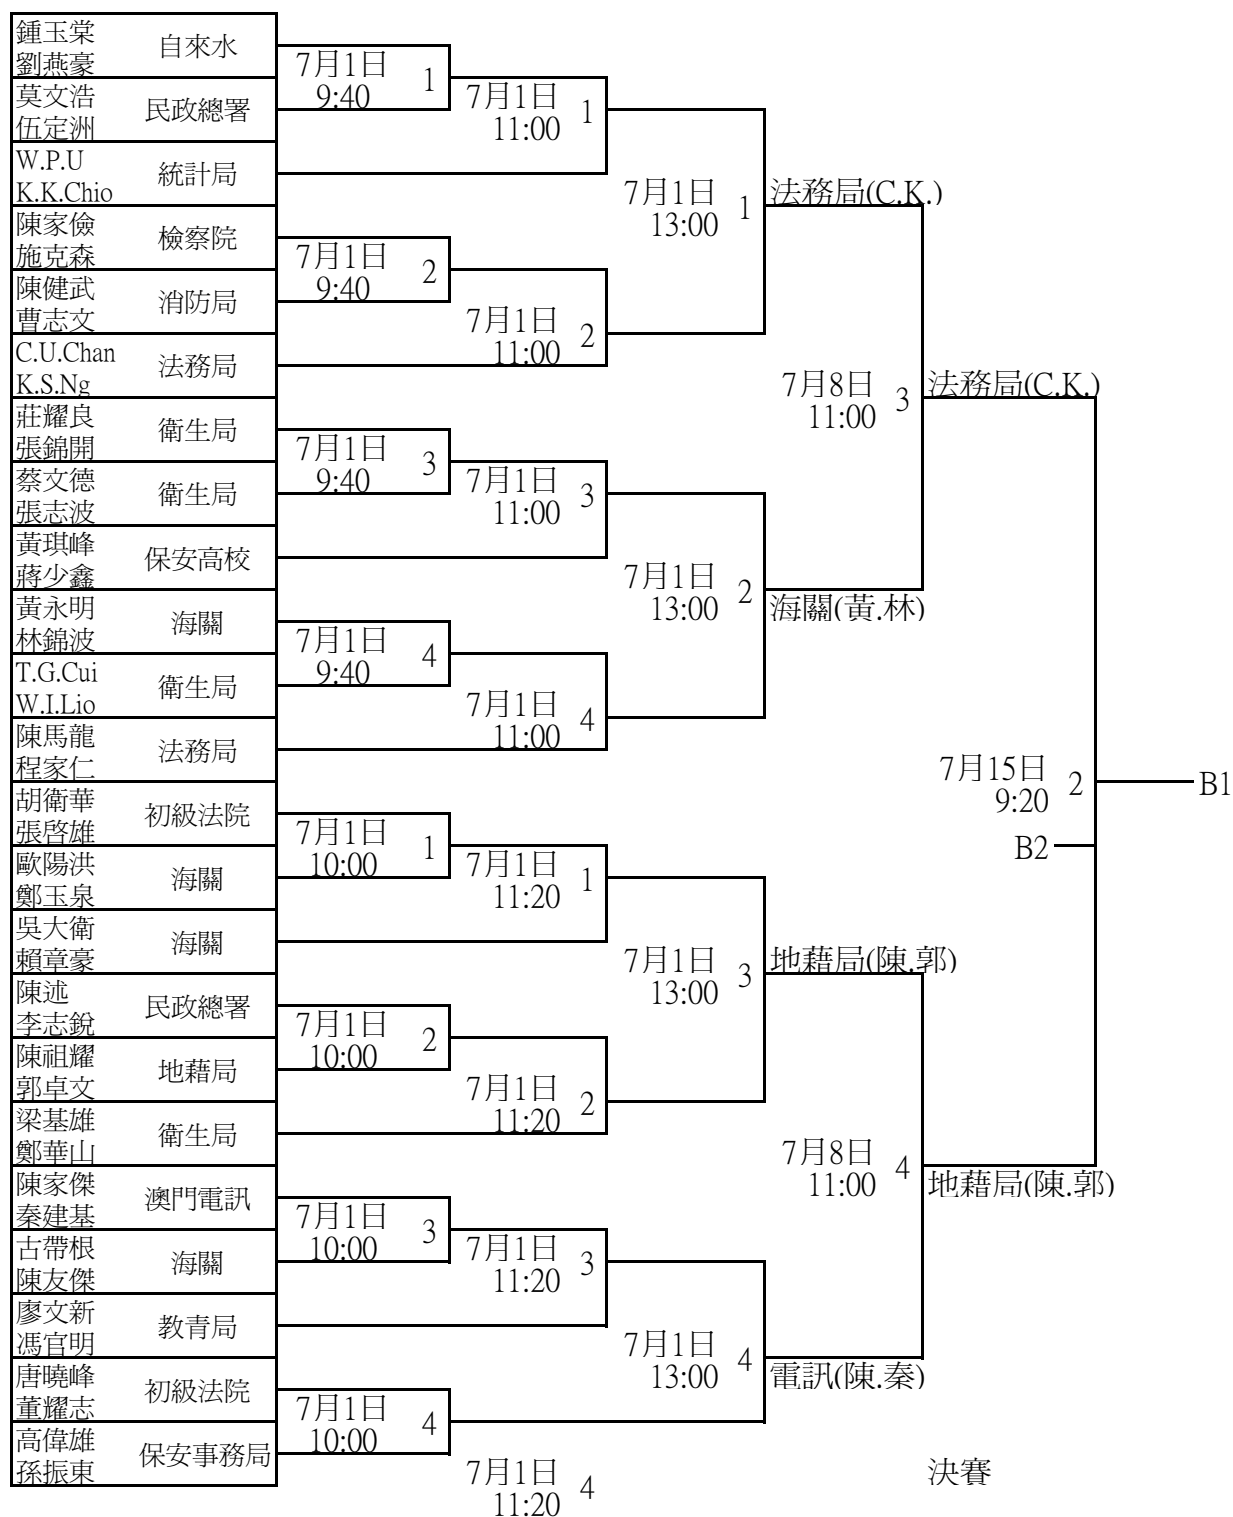 鍾玉棠
劉燕豪
自來水
莫文浩
伍定洲
民政總署
W.P.U
K.K.Chio
統計局
陳家儉
施克森
檢察院
陳健武
曹志文
消防局
C.U.Chan
K.S.Ng
法務局
莊耀良
張錦開
衛生局
蔡文德
張志波
衛生局
黃琪峰
蔣少鑫
保安高校
黃永明
林錦波
海關
T.G.Cui
W.I.Lio
衛生局
陳馬龍
程家仁
法務局
胡衛華
張啓雄
初級法院
歐陽洪
鄭玉泉
海關
吳大衛
賴章豪
海關
陳述
李志銳
民政總署
陳祖耀
郭卓文
地藉局
梁基雄
鄭華山
衛生局
陳家傑
秦建基
澳門電訊
古帶根
陳友傑
海關
廖文新
馮官明
教青局
唐曉峰
董耀志
初級法院
高偉雄
孫振東
保安事務局
7月1日
9:40
1
7月1日
9:40
2
7月1日
9:40
3
7月1日
9:40
4
7月1日
10:00
1
7月1日
10:00
2
7月1日
10:00
3
7月1日
10:00
4
7月1日
11:00
1
7月1日
11:00
2
7月1日
11:00
3
7月1日
11:00
4
7月1日
11:20
1
7月1日
11:20
2
7月1日
11:20
3
7月1日
11:20
4
7月1日
13:00
1
法務局(C.K.)
7月1日
13:00
2
海關(黃.林)
7月1日
13:00
3
地藉局(陳.郭)
7月1日
13:00
4
電訊(陳.秦)
7月8日
11:00
3
法務局(C.K.)
7月8日
11:00
4
地藉局(陳.郭)
7月15日
9:20
2
B1
B2
決賽